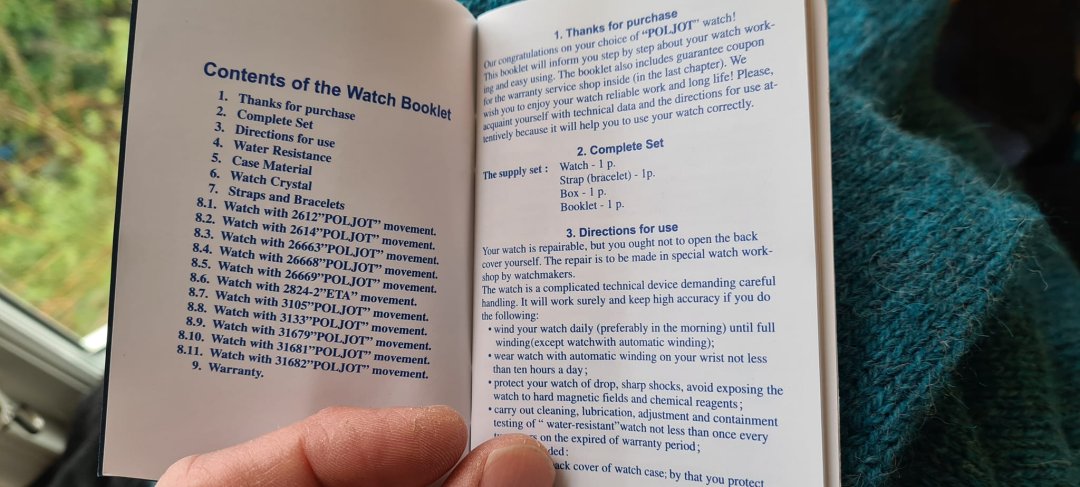 Contents of the Watch Booklet
1. Thanks for purchase
2. Complete Set
3. Directions for use
4. Water Resistance
5. Case Material
6. Watch Crystal
7. Straps and Bracelets
8.1. Watch with 2612”POLJOT” movement.
8.2. Watch with 2614”POLJOT” movement.
8.3. Watch with 26663”POLJOT” movement.
8.4. Watch with 26668”POLJOT” movement.
8.5. Watch with 26669”POLJOT” movement.
8.6. Watch with 2824-2”ETA” movement.
8.7. Watch with 3105”POLJOT” movement.
8.8. Watch with 3133”POLJOT” movement.
8.9. Watch with 31679”POLJOT” movement.
8.10. Watch with 31681”POLJOT” movement.
8.11. Watch with 31682”POLJOT” movement.
9. Warranty.
1. Thanks for purchase
Our congratulations on your choice of “POLJOT” watch!
This booklet will inform you step by step about your watch work-
ing and easy using. The booklet also includes guarantee coupon
for the warranty service shop inside (in the last chapter). We
wish you to enjoy your watch reliable work and long life! Please,
acquaint yourself with technical data and the directions for use at-
tentively because it will help you to use your watch correctly.
2. Complete Set
The supply set : Watch - 1 p.
Strap (bracelet) - 1p.
Box - 1 p.
Booklet - 1 p.
3. Directions for use
Your watch is repairable, but you ought not to open the back
cover yourself. The repair is to be made in special watch work-
shop by watchmakers.
The watch is a complicated technical device demanding careful
handling. It will work surely and keep high accuracy if you do
the following:
• wind your watch daily (preferably in the morning) until full
winding(except watchwith automatic winding);
• wear watch with automatic winding on your wrist not less
than ten hours a day;
• protect your watch of drop, sharp shocks, avoid exposing the
watch to hard magnetic fields and chemical reagents;
• carry out cleaning, lubrication, adjustment and containment
testing of “ water-resistant”watch not less than once every
on the expired of warranty period;
ded:
back cover of watch case; by that you protect